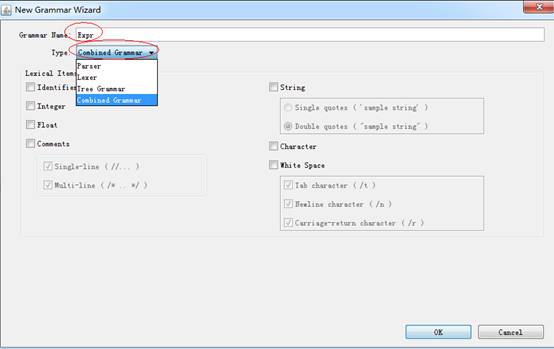 New Grammar Wizard
Grammar Name: Expr
Type: Combined Grammar
Parser
Lexer
Tree Grammar
Combined Grammar
Lexical Items
Identifier
Integer
Float
Comments
Single-line ( //... )
Multi-line ( /* .. */ )
String
Single quotes ( 'sample string' )
Double quotes ( "sample string" )
Character
White Space
Tab character ( /t )
Newline character ( /n )
Carriage-return character ( /r )
OK
Cancel